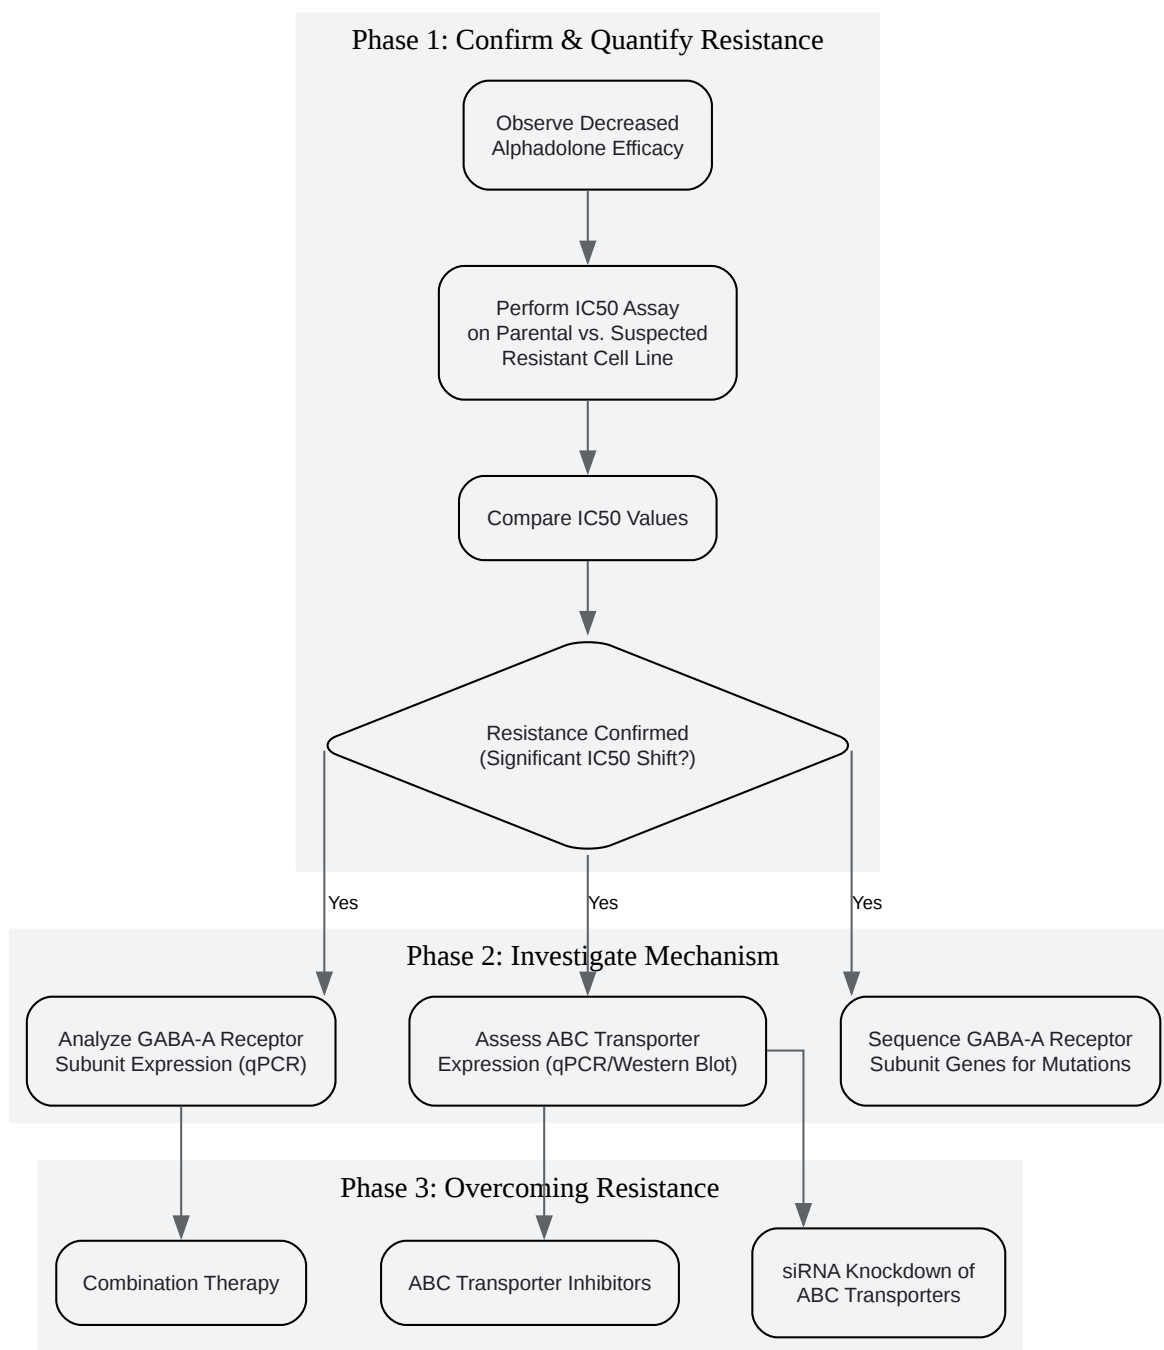 Phase 1: Confirm & Quantify Resistance
Observe Decreased
Alphadolone Efficacy
Perform IC50 Assay
on Parental vs. Suspected
Resistant Cell Line
Compare IC50 Values
Resistance Confirmed
(Significant IC50 Shift?)
Yes
Yes
Yes
Phase 2: Investigate Mechanism
Analyze GABA-A Receptor
Subunit Expression (qPCR)
Assess ABC Transporter
Expression (qPCR/Western Blot)
Sequence GABA-A Receptor
Subunit Genes for Mutations
Phase 3: Overcoming Resistance
Combination Therapy
ABC Transporter Inhibitors
siRNA Knockdown of
ABC Transporters